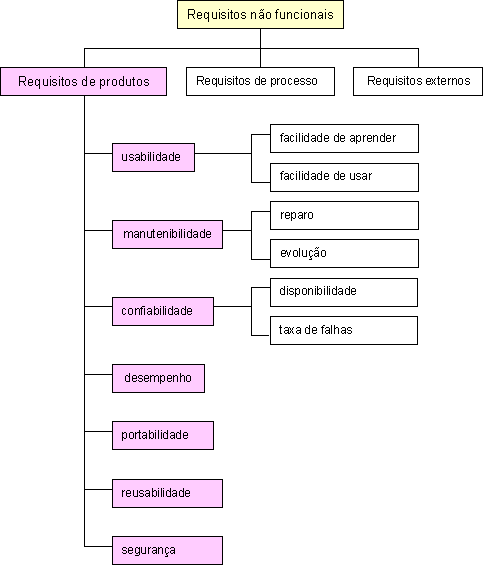 Requisitos não funcionais
Requisitos de produtos
Requisitos de processo
Requisitos externos
usabilidade
facilidade de aprender
facilidade de usar
manutenibilidade
reparo
evolução
confiabilidade
disponibilidade
taxa de falhas
desempenho
portabilidade
reusabilidade
segurança